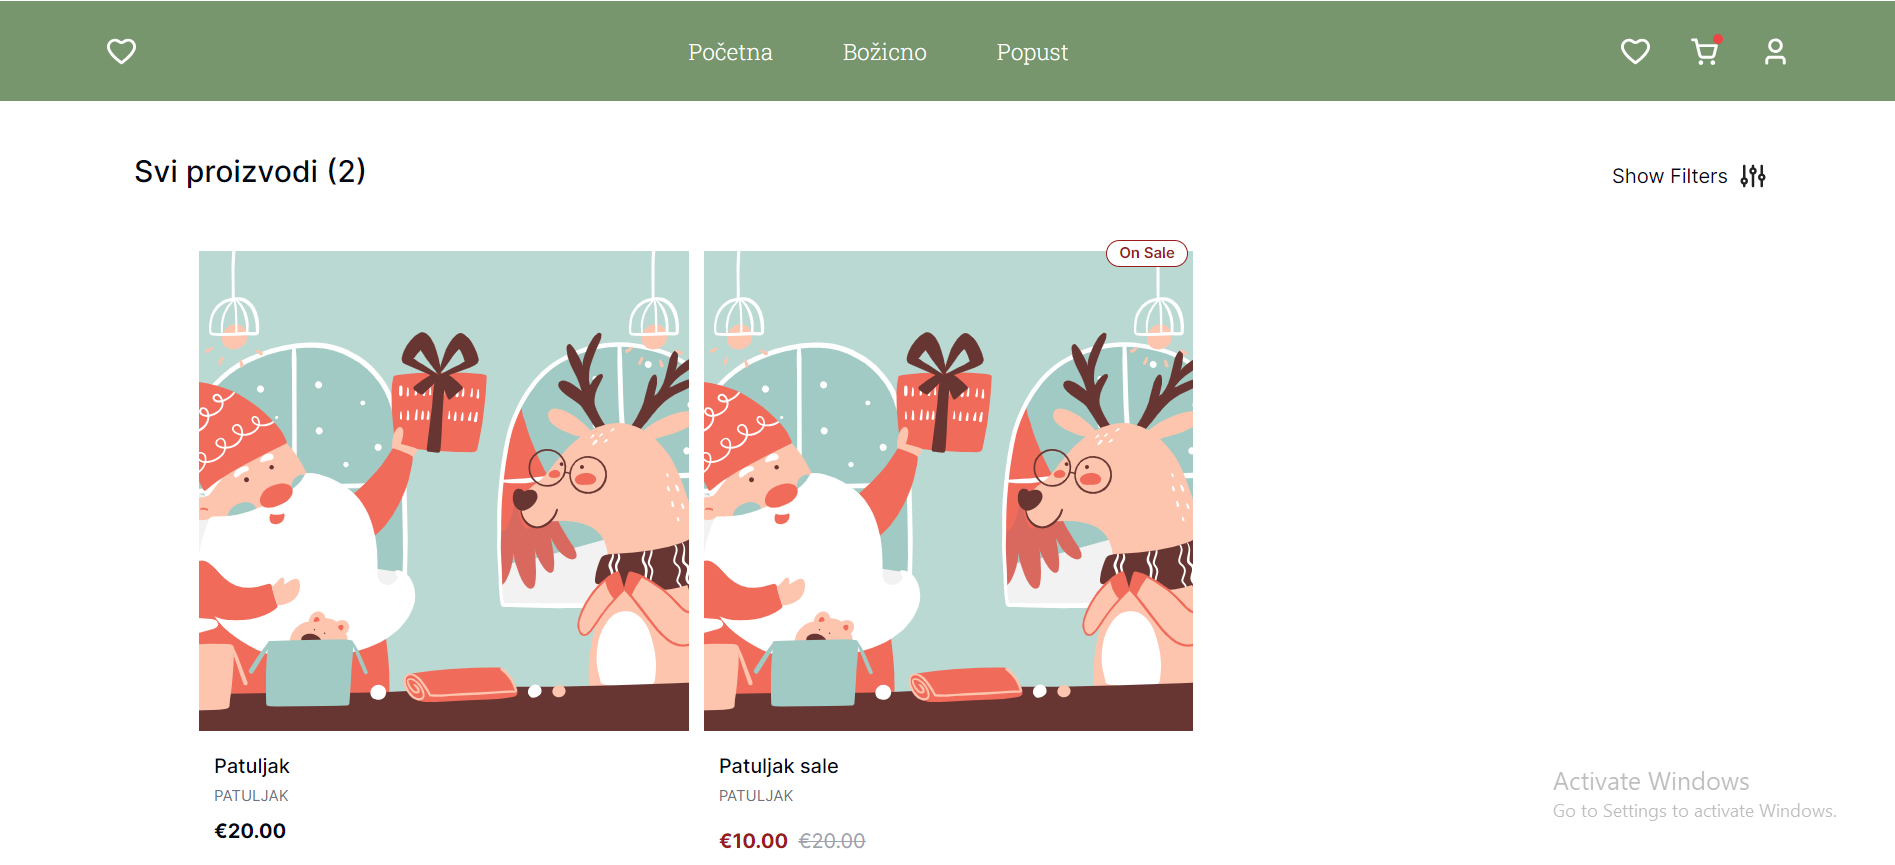 Početna Božicno Popust
Svi proizvodi (2)
Show Filters
On Sale
Patuljak
PATULJAK
€20.00
Patuljak sale
PATULJAK
€10.00 €20.00
Activate Windows
Go to Settings to activate Windows.